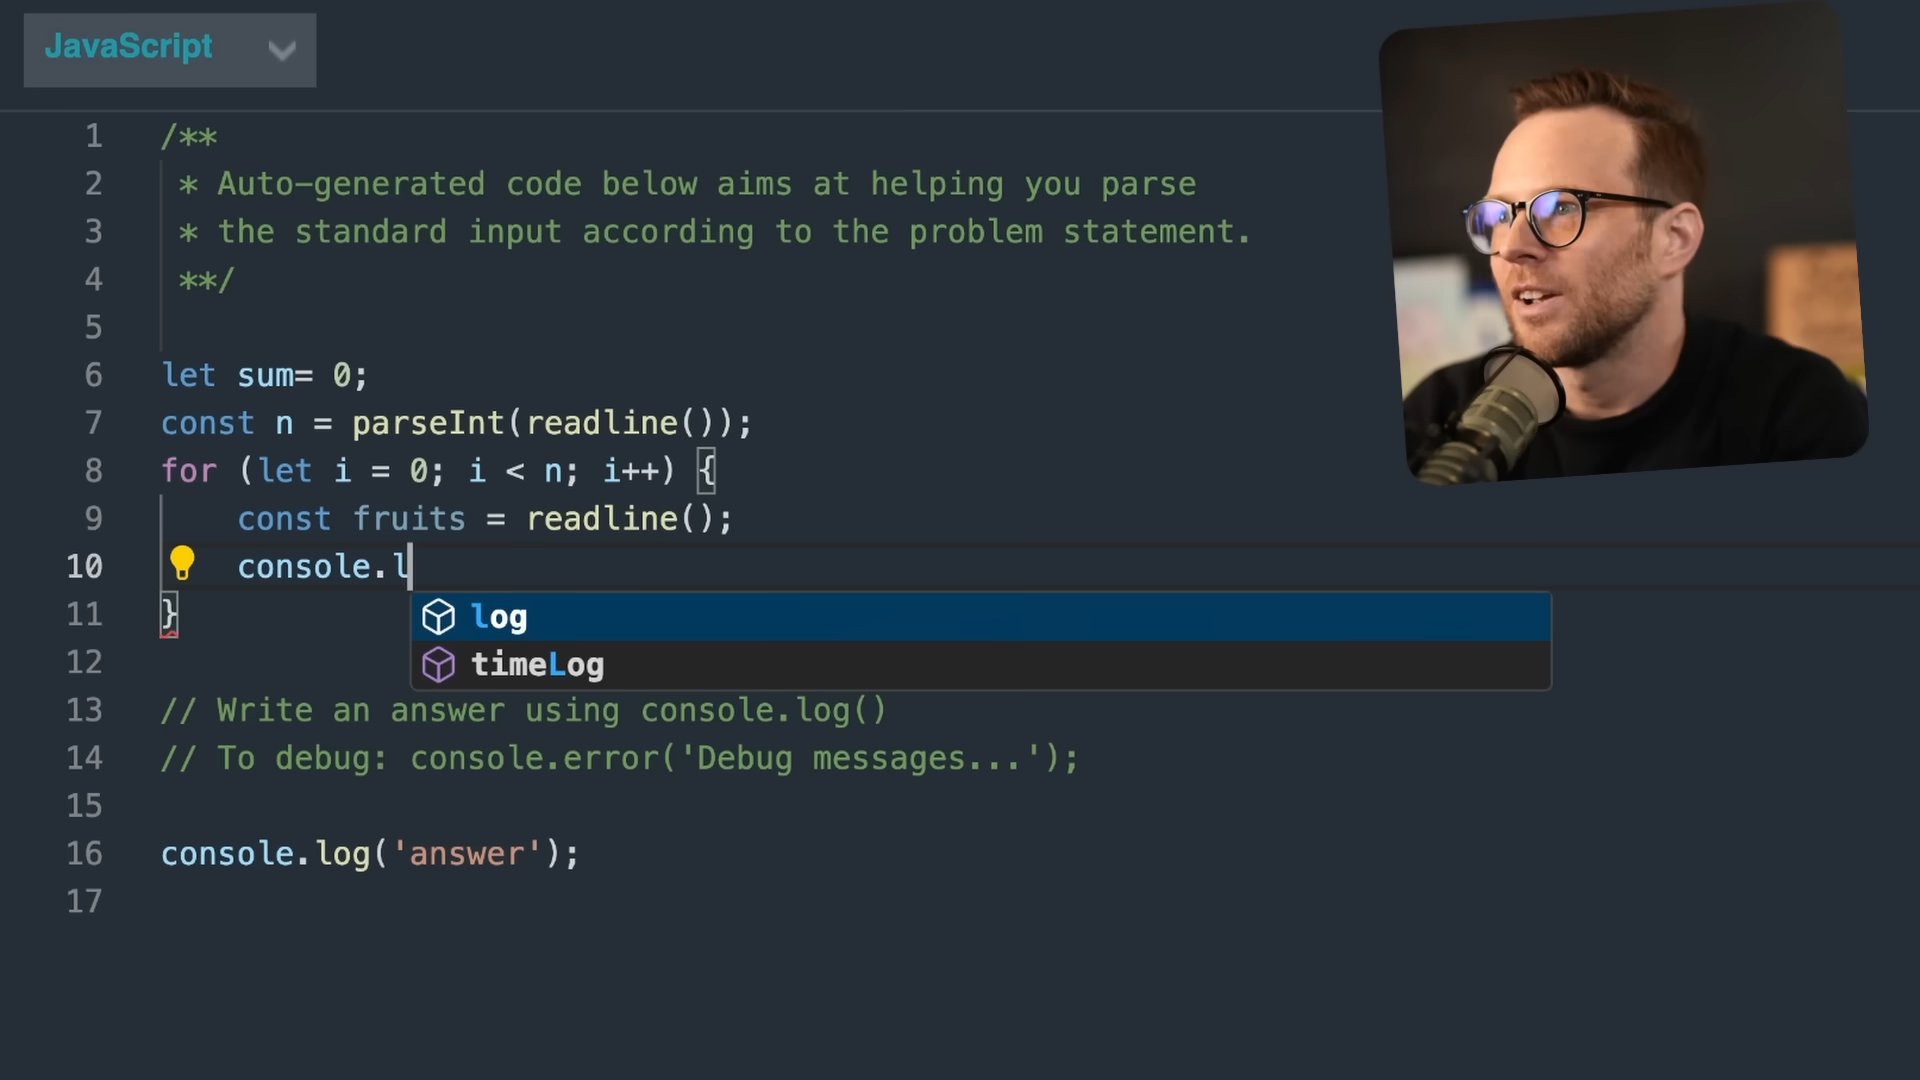 JavaScript
1 /**
2 * Auto-generated code below aims at helping you parse
3 * the standard input according to the problem statement.
4 **/
5
6 let sum= 0;
7 const n = parseInt(readline());
8 for (let i = 0; i < n; i++) {
9 const fruits = readline();
10 console.l
log
11 }
timeLog
12
13 // Write an answer using console.log()
14 // To debug: console.error('Debug messages...');
15
16 console.log('answer');
17